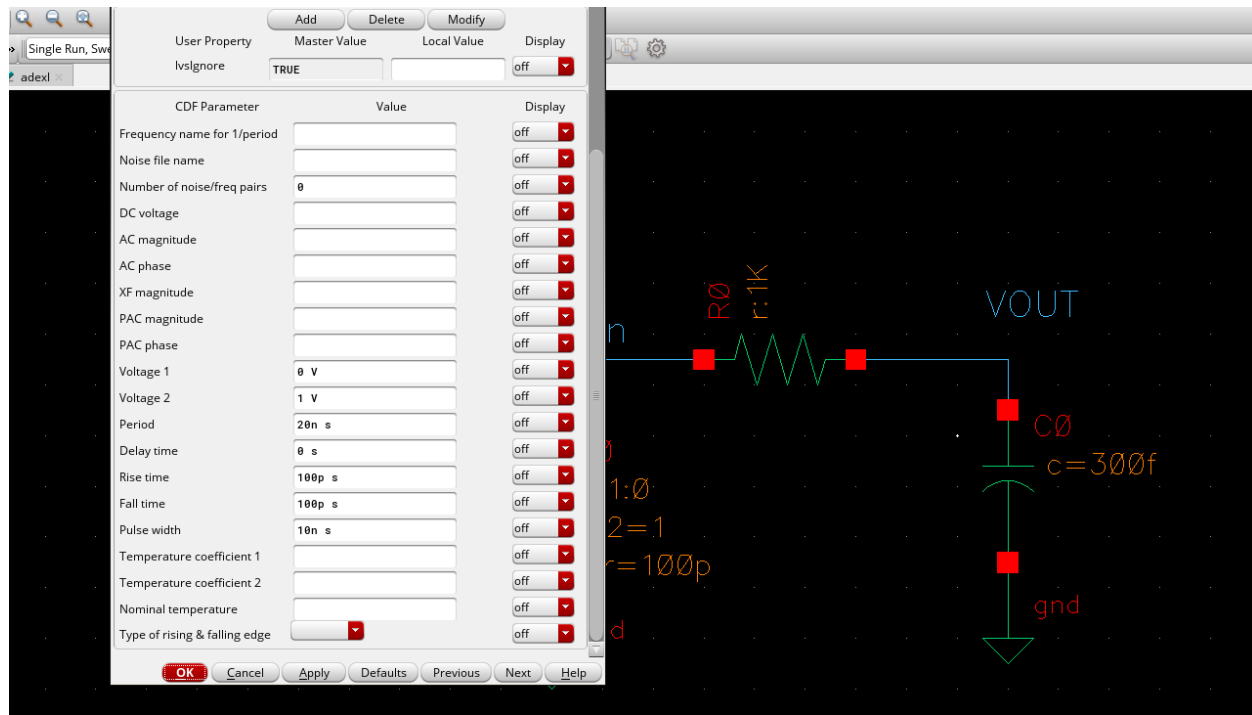 Add Delete Modify
Single Run, Swe
User Property Master Value Local Value Display
lvsIgnore TRUE off
adexl
CDF Parameter Value Display
Frequency name for 1/period off
Noise file name off
Number of noise/freq pairs 0 off
DC voltage off
AC magnitude off
AC phase off
XF magnitude off
PAC magnitude off
PAC phase off
Voltage 1 0 V off
Voltage 2 1 V off
Period 20n s off
Delay time 0 s off
Rise time 100p s off
Fall time 100p s off
Pulse width 10n s off
Temperature coefficient 1 off
Temperature coefficient 2 off
Nominal temperature off
Type of rising & falling edge off
OK Cancel Apply Defaults Previous Next Help
R0
r:1K
VOUT
n
C0
c=300f
1:0
2=1
r=100p
gnd
d